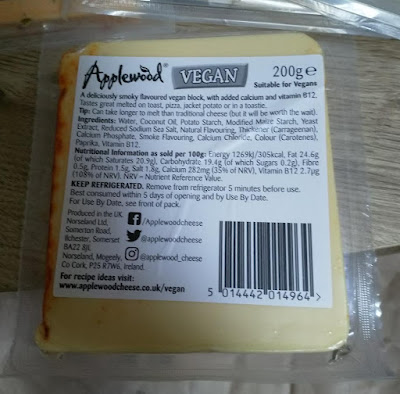 Applewood® VEGAN 200g℮
Suitable for Vegans
A deliciously smoky flavoured vegan block, with added calcium and vitamin B12.
Tastes great melted on toast, pizza, jacket potato or in a toastie.
Tip: Can take longer to melt than traditional cheese (but it will be worth the wait).
Ingredients: Water, Coconut Oil, Potato Starch, Modified Maize Starch, Yeast
Extract, Reduced Sodium Sea Salt, Natural Flavouring, Thickener (Carrageenan),
Calcium Phosphate, Smoke Flavouring, Calcium Chloride, Colour (Carotenes),
Paprika, Vitamin B12.
Nutritional Information as sold per 100g: Energy 1269kJ/305kcal, Fat 24.6g
(of which Saturates 20.9g), Carbohydrate 19.4g (of which Sugars 0.2g), Fibre
0.5g, Protein 1.5g, Salt 1.8g, Calcium 282mg (35% of NRV), Vitamin B12 2.7µg
(108% of NRV). NRV = Nutrient Reference Value.
KEEP REFRIGERATED. Remove from refrigerator 5 minutes before use.
Best consumed within 5 days of opening and by Use By Date.
For Use By Date, see front of pack.
Produced in the U.K.
Norseland Ltd.
Somerton Road,
Ilchester, Somerset
BA22 8JL
Norseland, Mogeely,
Co Cork, P25 R7W6, Ireland.
/Applewoodcheese
@applewoodcheese
@applewood_cheese
For recipe ideas visit:
www.applewoodcheese.co.uk/vegan
5 014442 014964 >